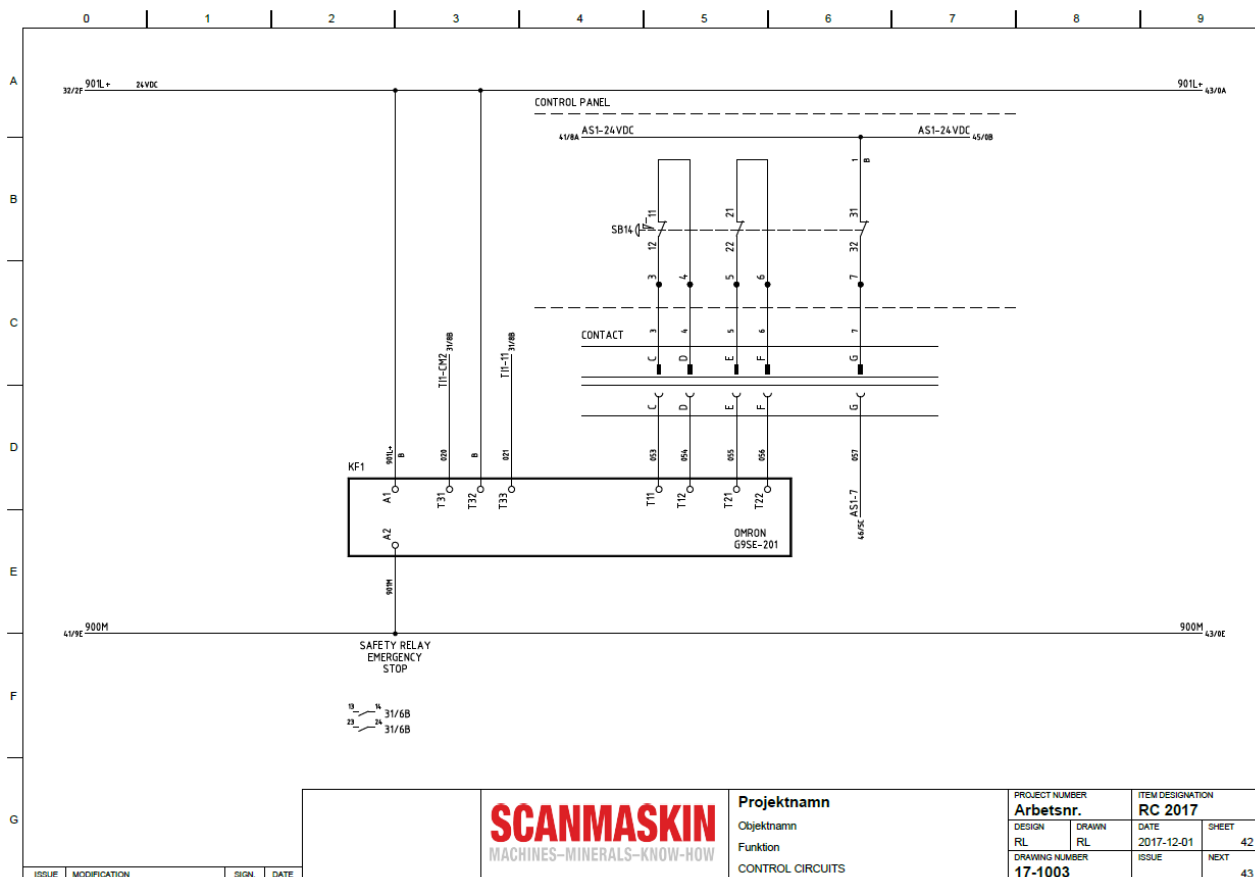 0 1 2 3 4 5 6 7 8 9
A
32/2F 901L+ 24VDC
901L+ 43/0A
CONTROL PANEL
41/8A AS1-24VDC
AS1-24VDC 45/0B
1 B
B
11 21 31
SB14
12 22 32
3 4 5 6 7
C
CONTACT
3 4 5 6 7
TI1-CM2 31/8B
TI1-11 31/8B
C D E F G
C D E F G
D
901L+ B 020 B 021 053 054 055 056 057
KF1
A1 T31 T32 T33 T11 T12 T21 T22
AS1-7 46/5C
A2
OMRON
G9SE-201
E
901M
41/9E 900M
900M 43/0E
SAFETY RELAY
EMERGENCY
STOP
F
13 14 31/6B
23 24 31/6B
G
SCANMASKIN
MACHINES–MINERALS–KNOW-HOW
Projektnamn
Objektnamn
Funktion
CONTROL CIRCUITS
PROJECT NUMBER
Arbetsnr.
ITEM DESIGNATION
RC 2017
DESIGN DRAWN DATE SHEET
RL RL 2017-12-01 42
DRAWING NUMBER ISSUE NEXT
17-1003 43
ISSUE MODIFICATION SIGN. DATE